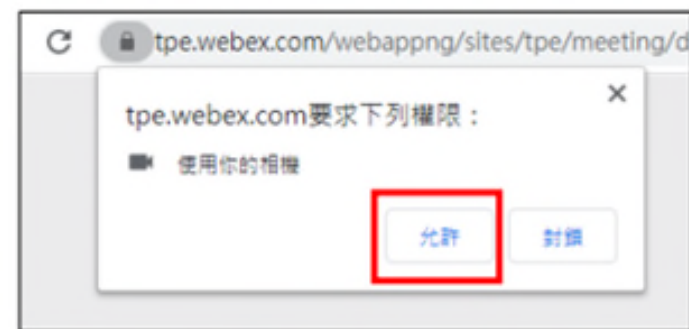 tpe.webex.com/webappng/sites/tpe/meeting/d
tpe.webex.com要求下列權限：
使用你的相機
允許 封鎖